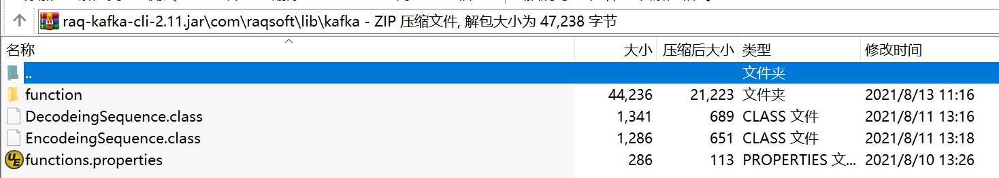 raq-kafka-cli-2.11.jar\com\raqsoft\lib\kafka - ZIP 压缩文件, 解包大小为 47,238 字节
名称 大小 压缩后大小 类型 修改时间
.. 文件夹
function 44,236 21,223 文件夹 2021/8/13 11:16
DecodeingSequence.class 1,341 689 CLASS 文件 2021/8/11 13:16
EncodeingSequence.class 1,286 651 CLASS 文件 2021/8/11 13:18
functions.properties 286 113 PROPERTIES 文... 2021/8/10 13:26